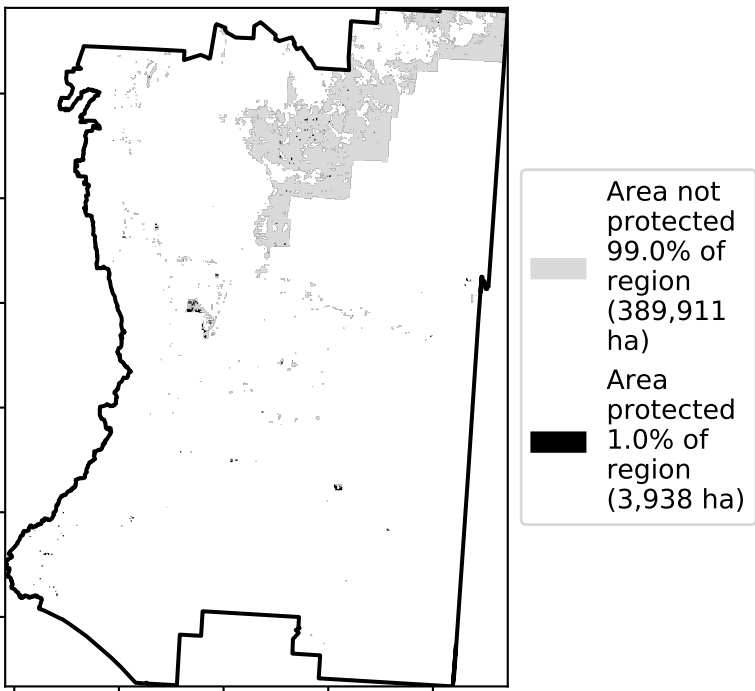 Area not
protected
99.0% of
region
(389,911
ha)
Area
protected
1.0% of
region
(3,938 ha)